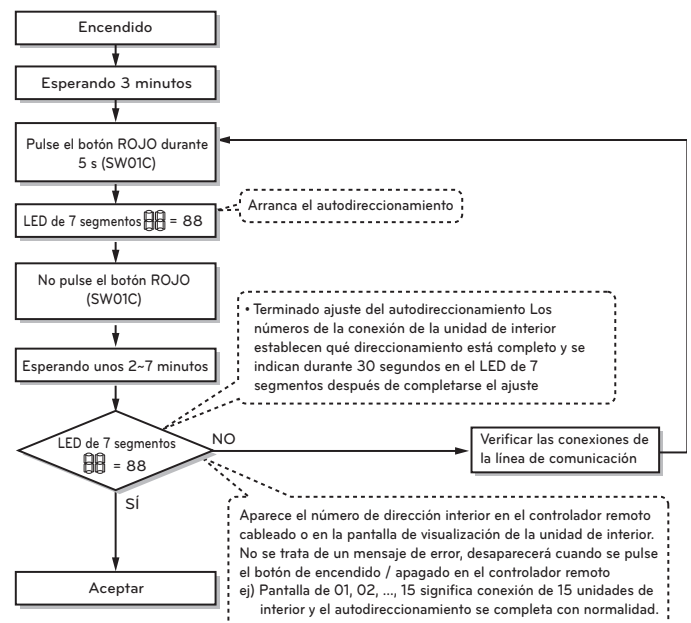 Encendido
Esperando 3 minutos
Pulse el botón ROJO durante
5 s (SW01C)
LED de 7 segmentos 88 = 88
Arranca el autodireccionamiento
No pulse el botón ROJO
(SW01C)
• Terminado ajuste del autodireccionamiento Los
números de la conexión de la unidad de interior
establecen qué direccionamiento está completo y se
indican durante 30 segundos en el LED de 7
segmentos después de completarse el ajuste
Esperando unos 2~7 minutos
LED de 7 segmentos
88 = 88
NO
Verificar las conexiones de
la línea de comunicación
SÍ
Aparece el número de dirección interior en el controlador remoto
cableado o en la pantalla de visualización de la unidad de interior.
No se trata de un mensaje de error, desaparecerá cuando se pulse
el botón de encendido / apagado en el controlador remoto
ej) Pantalla de 01, 02, ..., 15 significa conexión de 15 unidades de
interior y el autodireccionamiento se completa con normalidad.
Aceptar